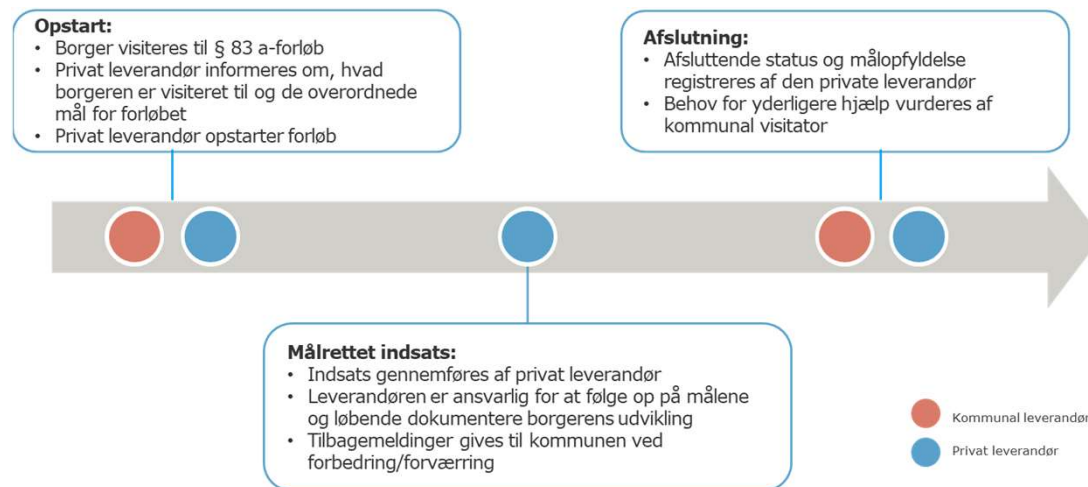 Opstart:
• Borger visiteres til § 83 a-forløb
• Privat leverandør informeres om, hvad
borgeren er visiteret til og de overordnede
mål for forløbet
• Privat leverandør opstarter forløb
Afslutning:
• Afsluttende status og målopfyldelse
registreres af den private leverandør
• Behov for yderligere hjælp vurderes af
kommunal visitator
Målrettet indsats:
• Indsats gennemføres af privat leverandør
• Leverandøren er ansvarlig for at følge op på målene
og løbende dokumentere borgerens udvikling
• Tilbagemeldinger gives til kommunen ved
forbedring/forværring
Kommunal leverandør
Privat leverandør